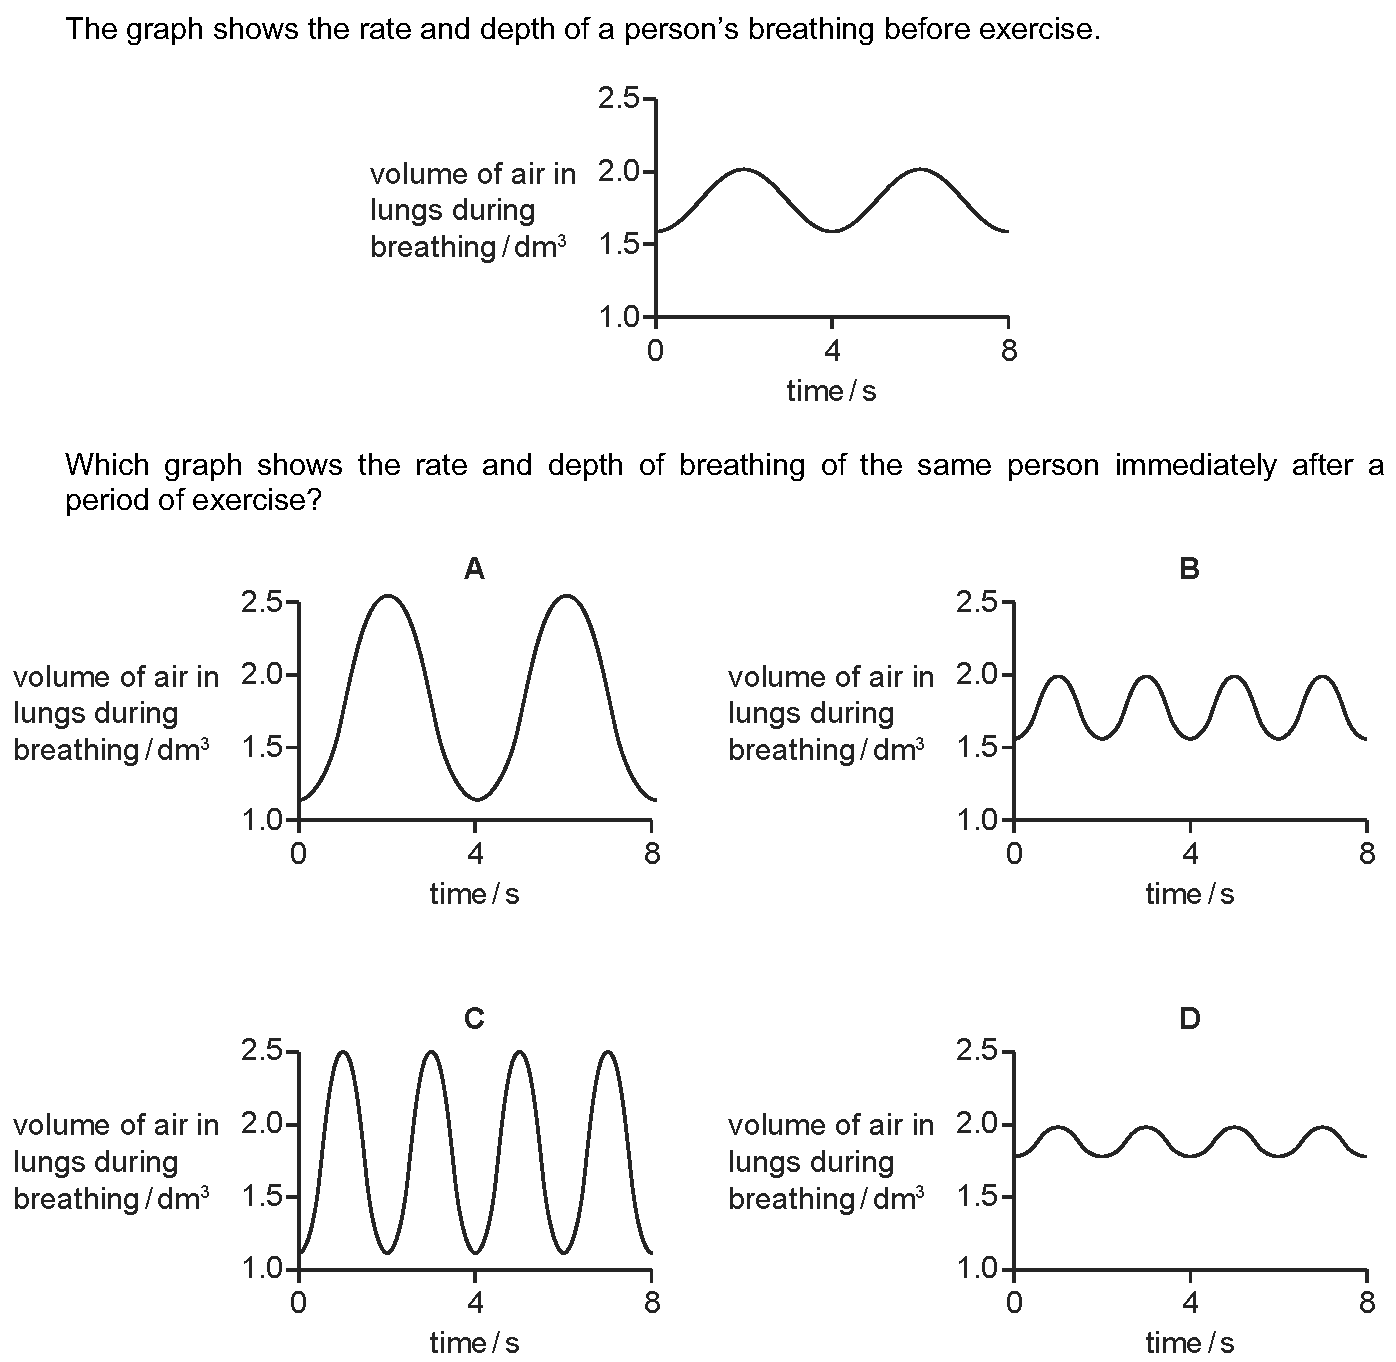 The graph shows the rate and depth of a person’s breathing before exercise.
2.5
volume of air in 2.0
lungs during
breathing / dm³ 1.5
1.0
0 4 8
time / s
Which graph shows the rate and depth of breathing of the same person immediately after a
period of exercise?
A
2.5
volume of air in 2.0
lungs during
breathing / dm³ 1.5
1.0
0 4 8
time / s
B
2.5
volume of air in 2.0
lungs during
breathing / dm³ 1.5
1.0
0 4 8
time / s
C
2.5
volume of air in 2.0
lungs during
breathing / dm³ 1.5
1.0
0 4 8
time / s
D
2.5
volume of air in 2.0
lungs during
breathing / dm³ 1.5
1.0
0 4 8
time / s